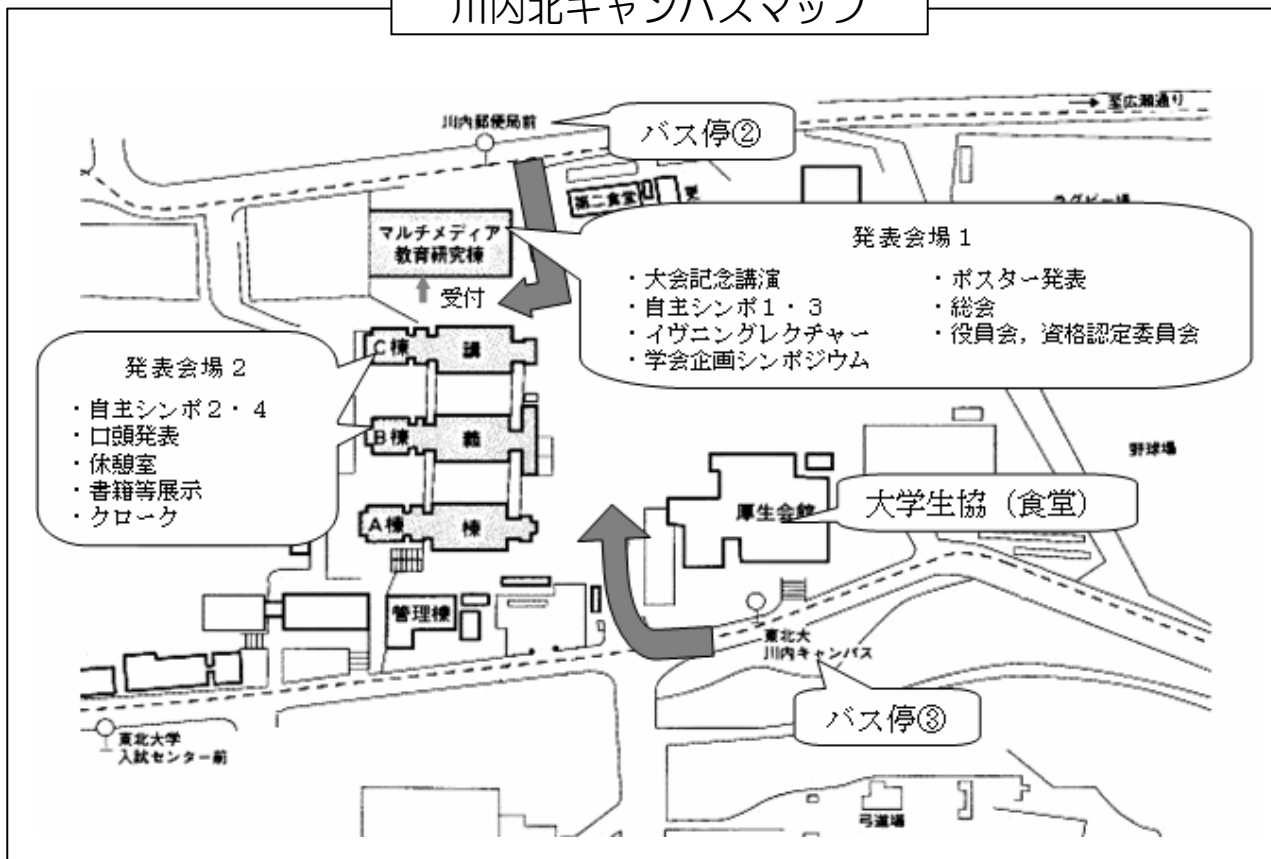 川内北キャンパスマップ
至広瀬通り
川内郵便局前
バス停②
第二食堂
ラグビー場
マルチメディア
教育研究棟
受付
発表会場1
・大会記念講演
・自主シンポ1・3
・イヴニングレクチャー
・学会企画シンポジウム
・ポスター発表
・総会
・役員会，資格認定委員会
発表会場2
・自主シンポ2・4
・口頭発表
・休憩室
・書籍等展示
・クローク
C棟
講
B棟
義
A棟
棟
野球場
厚生会館
大学生協（食堂）
管理棟
東北大
川内キャンパス
バス停③
東北大学
入試センター前
弓道場